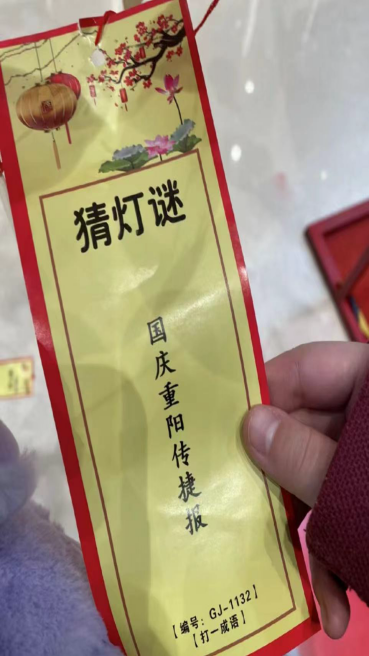 猜灯谜
国庆重阳传捷报
【编号：GJ-1132】
【打一成语】